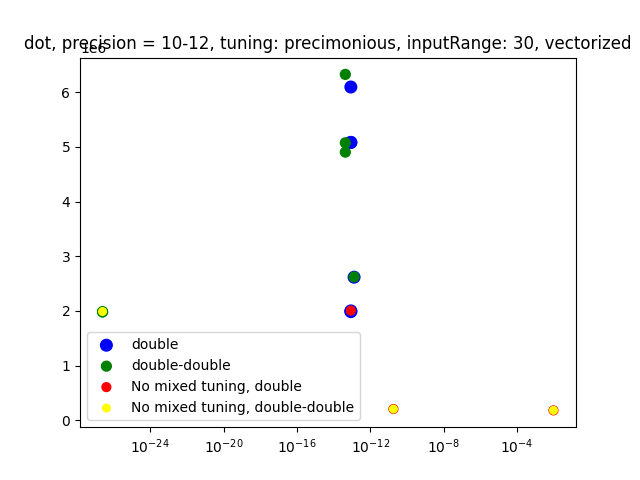 dot, precision = 10-12, tuning: precimonious, inputRange: 30, vectorized
1e6
6
5
4
3
2
1
0
double
double-double
No mixed tuning, double
No mixed tuning, double-double
10⁻²⁴ 10⁻²⁰ 10⁻¹⁶ 10⁻¹² 10⁻⁸ 10⁻⁴